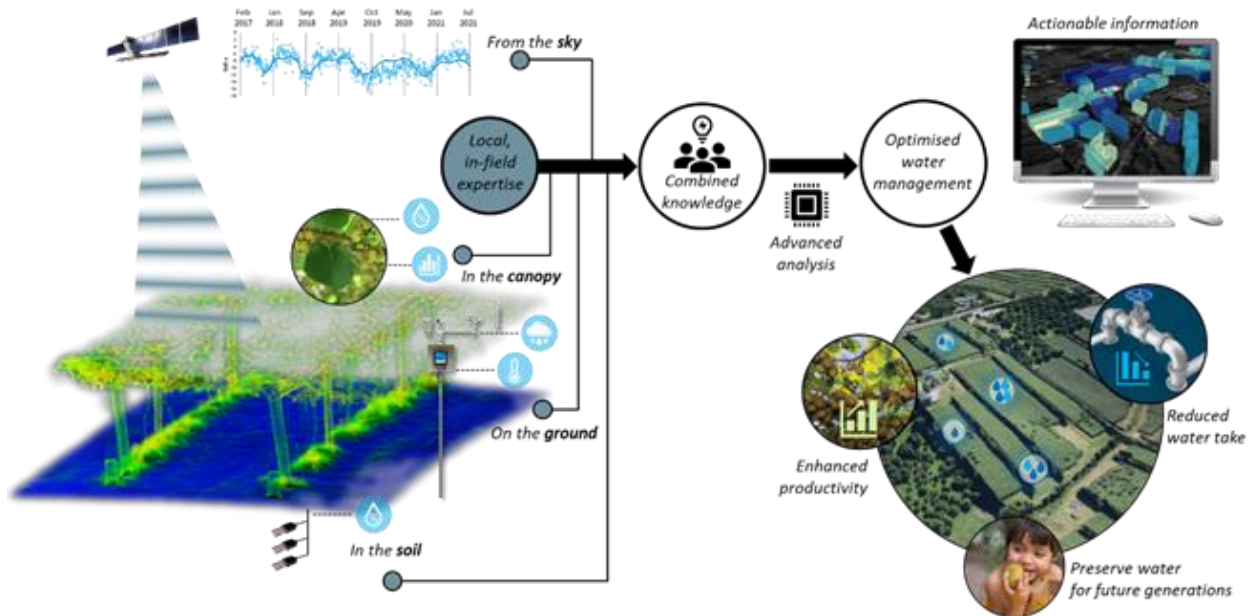 Feb Jan Sep Apr Oct May Jan Jul
2017 2018 2018 2019 2019 2020 2021 2021
From the sky
Actionable information
Local,
in-field
expertise
Combined
knowledge
Optimised
water
management
Advanced
analysis
In the canopy
On the ground
In the soil
Enhanced
productivity
Reduced
water take
Preserve water
for future generations